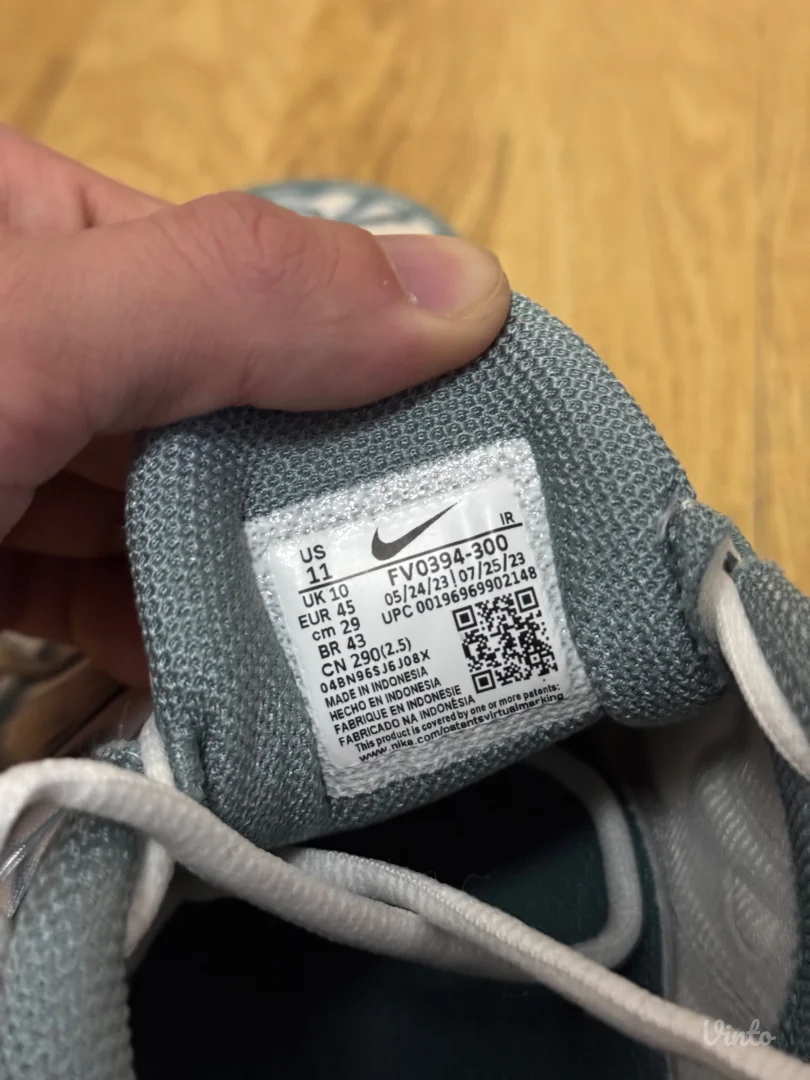 US
11
UK 10
EUR 45
cm 29
BR 43
CN 290(2.5)
04BN96SJ6J08X
MADE IN INDONESIA
HECHO EN INDONESIA
FABRIQUE EN INDONESIE
FABRICADO NA INDONÉSIA
This product is covered by one or more patents:
www.nike.com/patentsvirtualmarking
IR
FV0394-300
05/24/23|07/25/23
UPC 00196969902148
Vinto